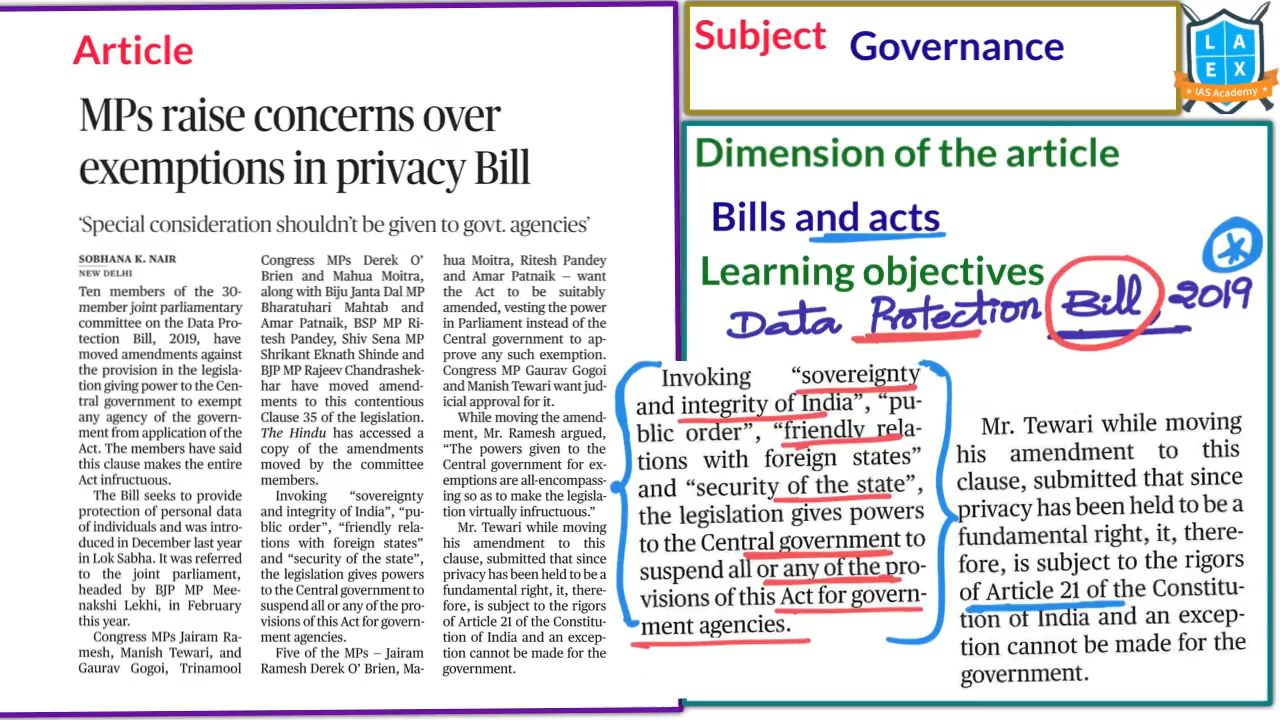 Article
MPs raise concerns over
exemptions in privacy Bill
‘Special consideration shouldn’t be given to govt. agencies’
SOBHANA K. NAIR
NEW DELHI
Ten members of the 30-
member joint parliamentary
committee on the Data Pro-
tection Bill, 2019, have
moved amendments against
the provision in the legisla-
tion giving power to the Cen-
tral government to exempt
any agency of the govern-
ment from application of the
Act. The members have said
this clause makes the entire
Act infructuous.
The Bill seeks to provide
protection of personal data
of individuals and was intro-
duced in December last year
in Lok Sabha. It was referred
to the joint parliament,
headed by BJP MP Mee-
nakshi Lekhi, in February
this year.
Congress MPs Jairam Ra-
mesh, Manish Tewari, and
Gaurav Gogoi, Trinamool
Congress MPs Derek O’
Brien and Mahua Moitra,
along with Biju Janta Dal MP
Bharatuhari Mahtab and
Amar Patnaik, BSP MP Ri-
tesh Pandey, Shiv Sena MP
Shrikant Eknath Shinde and
BJP MP Rajeev Chandrashek-
har have moved amend-
ments to this contentious
Clause 35 of the legislation.
The Hindu has accessed a
copy of the amendments
moved by the committee
members.
Invoking “sovereignty
and integrity of India”, “pu-
blic order”, “friendly rela-
tions with foreign states”
and “security of the state”,
the legislation gives powers
to the Central government to
suspend all or any of the pro-
visions of this Act for govern-
ment agencies.
Five of the MPs – Jairam
Ramesh Derek O’ Brien, Ma-
hua Moitra, Ritesh Pandey
and Amar Patnaik – want
the Act to be suitably
amended, vesting the power
in Parliament instead of the
Central government to ap-
prove any such exemption.
Congress MP Gaurav Gogoi
and Manish Tewari want jud-
icial approval for it.
While moving the amend-
ment, Mr. Ramesh argued,
“The powers given to the
Central government for ex-
emptions are all-encompass-
ing so as to make the legisla-
tion virtually infructuous.”
Mr. Tewari while moving
his amendment to this
clause, submitted that since
privacy has been held to be a
fundamental right, it, there-
fore, is subject to the rigors
of Article 21 of the Constitu-
tion of India and an excep-
tion cannot be made for the
government.
Subject Governance
L A
E X
IAS Academy
Dimension of the article
Bills and acts
Learning objectives
Data Protection Bill 2019
Invoking “sovereignty
and integrity of India”, “pu-
blic order”, “friendly rela-
tions with foreign states”
and “security of the state”,
the legislation gives powers
to the Central government to
suspend all or any of the pro-
visions of this Act for govern-
ment agencies.
Mr. Tewari while moving
his amendment to this
clause, submitted that since
privacy has been held to be a
fundamental right, it, there-
fore, is subject to the rigors
of Article 21 of the Constitu-
tion of India and an excep-
tion cannot be made for the
government.